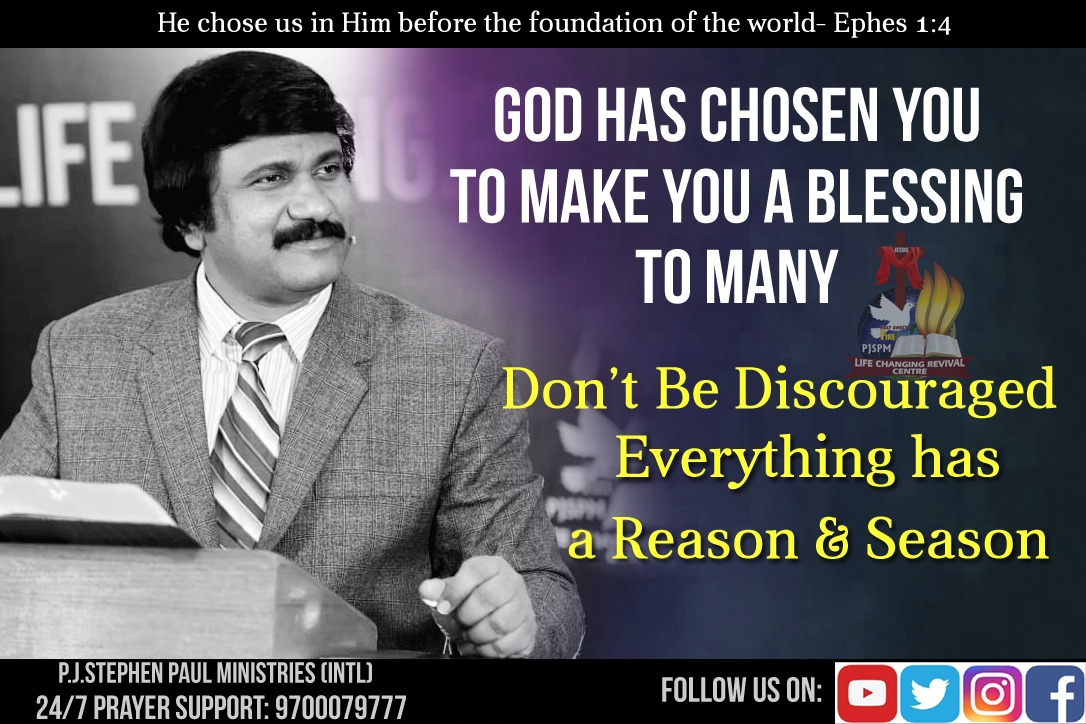 He chose us in Him before the foundation of the world- Ephes 1:4
LIFE
NG
GOD HAS CHOSEN YOU
TO MAKE YOU A BLESSING
TO MANY
JESUS
PJSPM
LIFE CHANGING REVIVAL
CENTRE
Don't Be Discouraged
Everything has
a Reason & Season
PJSPM
P.J.STEPHEN PAUL MINISTRIES (INTL)
24/7 PRAYER SUPPORT: 9700079777
FOLLOW US ON: